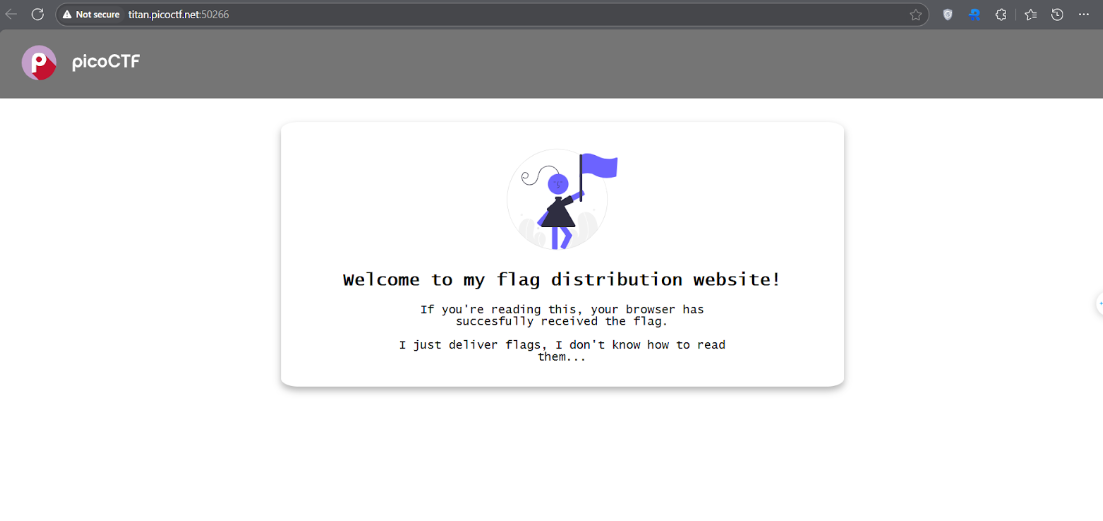 Not secure titan.picoctf.net:50266
picoCTF
Welcome to my flag distribution website!
If you're reading this, your browser has
succesfully received the flag.
I just deliver flags, I don't know how to read
them...